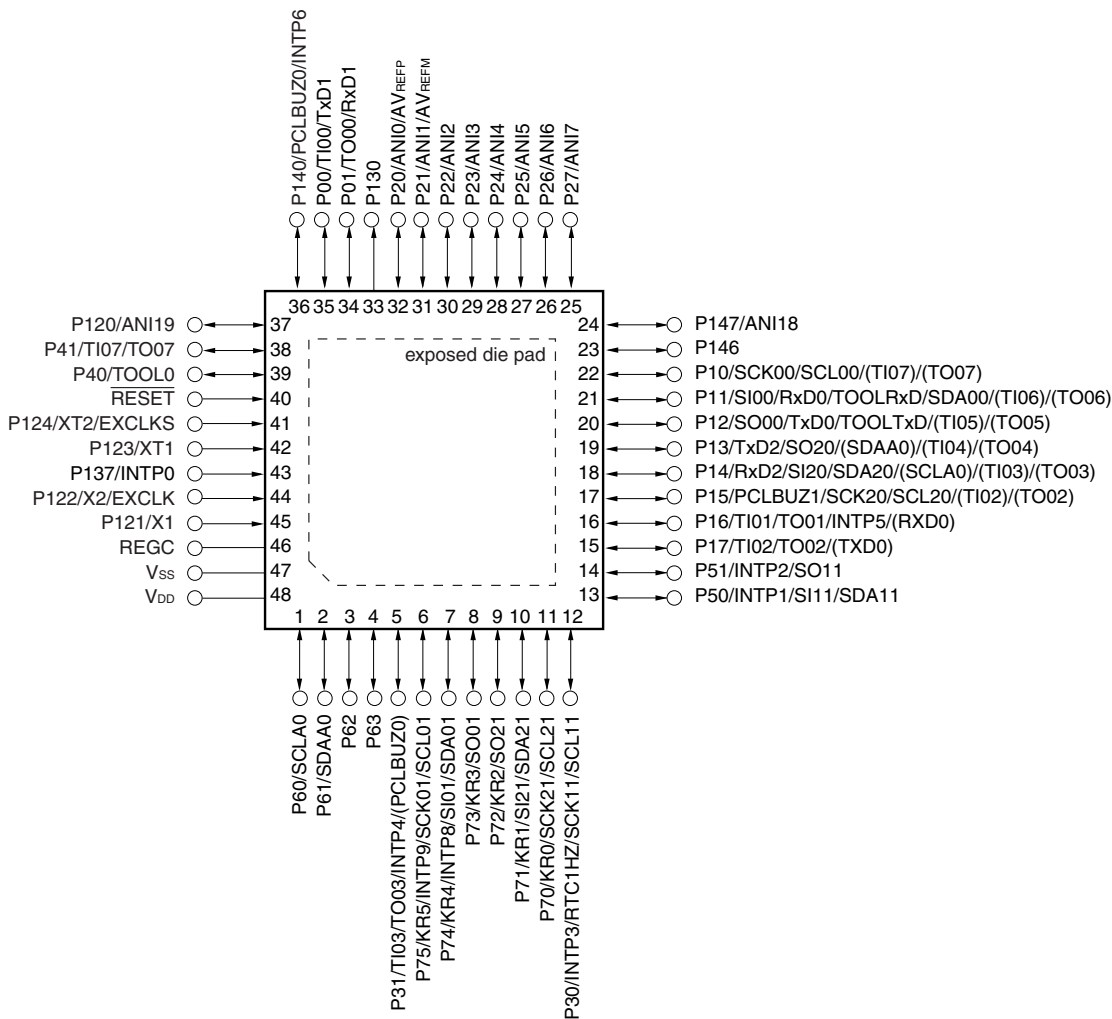 P140/PCLBUZ0/INTP6
P00/TI00/TxD1
P01/TO00/RxD1
P130
P20/ANI0/AVREFP
P21/ANI1/AVREFM
P22/ANI2
P23/ANI3
P24/ANI4
P25/ANI5
P26/ANI6
P27/ANI7
36 35 34 33 32 31 30 29 28 27 26 25
P120/ANI19 37
P41/TI07/TO07 38
P40/TOOL0 39
RESET 40
P124/XT2/EXCLKS 41
P123/XT1 42
P137/INTP0 43
P122/X2/EXCLK 44
P121/X1 45
REGC 46
VSS 47
VDD 48
exposed die pad
24 P147/ANI18
23 P146
22 P10/SCK00/SCL00/(TI07)/(TO07)
21 P11/SI00/RxD0/TOOLRxD/SDA00/(TI06)/(TO06)
20 P12/SO00/TxD0/TOOLTxD/(TI05)/(TO05)
19 P13/TxD2/SO20/(SDAA0)/(TI04)/(TO04)
18 P14/RxD2/SI20/SDA20/(SCLA0)/(TI03)/(TO03)
17 P15/PCLBUZ1/SCK20/SCL20/(TI02)/(TO02)
16 P16/TI01/TO01/INTP5/(RXD0)
15 P17/TI02/TO02/(TXD0)
14 P51/INTP2/SO11
13 P50/INTP1/SI11/SDA11
1 2 3 4 5 6 7 8 9 10 11 12
P60/SCLA0
P61/SDAA0
P62
P63
P31/TI03/TO03/INTP4/(PCLBUZ0)
P75/KR5/INTP9/SCK01/SCL01
P74/KR4/INTP8/SI01/SDA01
P73/KR3/SO01
P72/KR2/SO21
P71/KR1/SI21/SDA21
P70/KR0/SCK21/SCL21
P30/INTP3/RTC1HZ/SCK11/SCL11